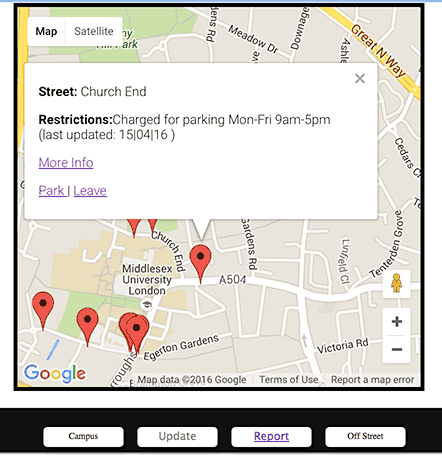 Map Satellite
Hill Park
Meadow Dr
Downage
Great N Way
Street: Church End
Restrictions:Charged for parking Mon-Fri 9am-5pm
(last updated: 15|04|16 )
More Info
Park | Leave
Cedars C
Church End
Gardens Rd
Linfield Cl
Tenterden Grove
Middlesex
University
London
A504
Egerton Gardens
Victoria Rd
Google
Map data ©2016 Google Terms of Use Report a map error
Campus Update Report Off Street